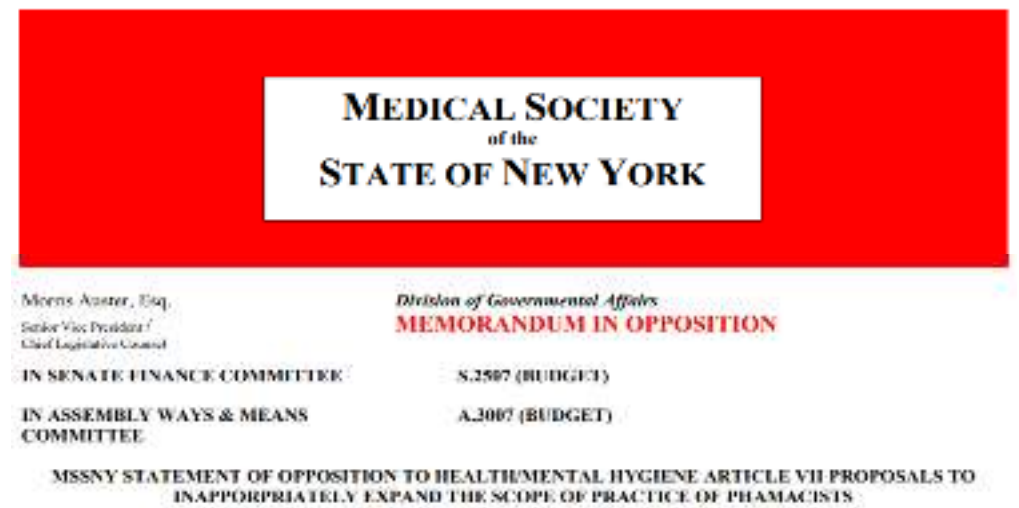 MEDICAL SOCIETY
of the
STATE OF NEW YORK
Morris Auster, Esq.
Division of Governmental Affairs
Senior Vice President /
MEMORANDUM IN OPPOSITION
Chief Legislative Counsel
IN SENATE FINANCE COMMITTEE S.2507 (BUDGET)
IN ASSEMBLY WAYS & MEANS A.3007 (BUDGET)
COMMITTEE
MSSNY STATEMENT OF OPPOSITION TO HEALTH/MENTAL HYGIENE ARTICLE VII PROPOSALS TO
INAPPORPRIATELY EXPAND THE SCOPE OF PRACTICE OF PHAMACISTS